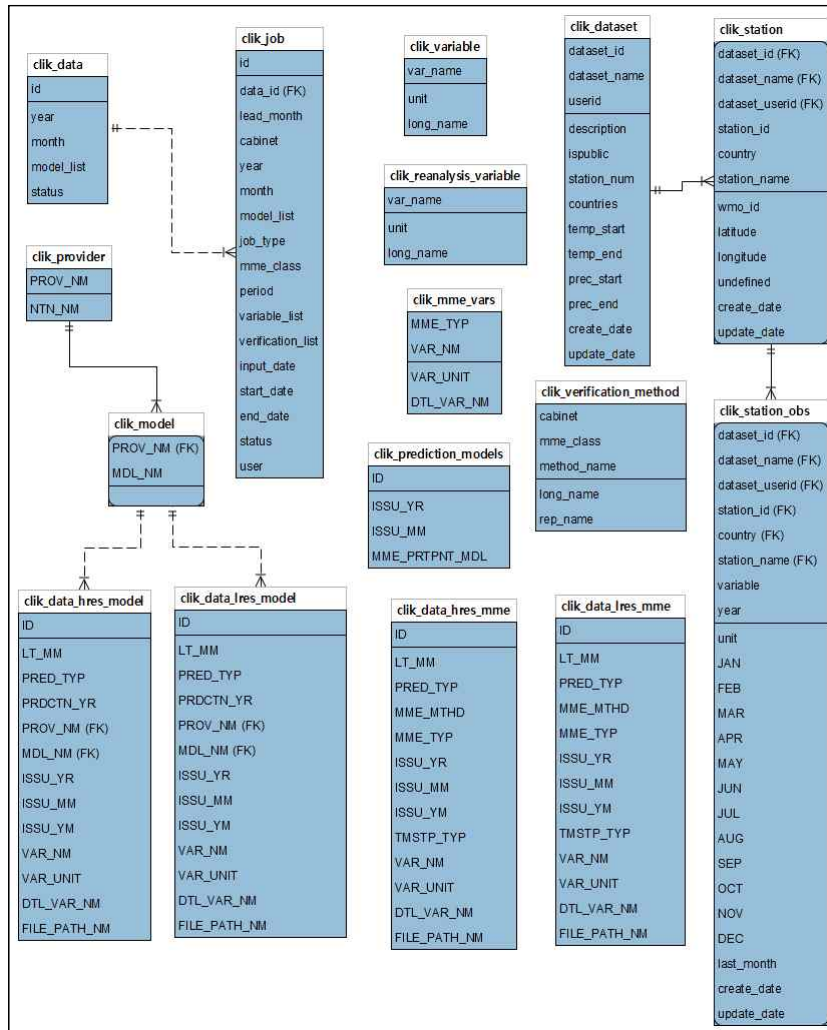 clik_data
id
year
month
model_list
status
clik_job
id
data_id (FK)
lead_month
cabinet
year
month
model_list
job_type
mme_class
period
variable_list
verification_list
input_date
start_date
end_date
status
user
clik_variable
var_name
unit
long_name
clik_reanalysis_variable
var_name
unit
long_name
clik_mme_vars
MME_TYP
VAR_NM
VAR_UNIT
DTL_VAR_NM
clik_prediction_models
ID
ISSU_YR
ISSU_MM
MME_PRTPNT_MDL
clik_dataset
dataset_id
dataset_name
userid
description
ispublic
station_num
countries
temp_start
temp_end
prec_start
prec_end
create_date
update_date
clik_verification_method
cabinet
mme_class
method_name
long_name
rep_name
clik_station
dataset_id (FK)
dataset_name (FK)
dataset_userid (FK)
station_id
country
station_name
wmo_id
latitude
longitude
undefined
create_date
update_date
clik_station_obs
dataset_id (FK)
dataset_name (FK)
dataset_userid (FK)
station_id (FK)
country (FK)
station_name (FK)
variable
year
unit
JAN
FEB
MAR
APR
MAY
JUN
JUL
AUG
SEP
OCT
NOV
DEC
last_month
create_date
update_date
clik_provider
PROV_NM
NTN_NM
clik_model
PROV_NM (FK)
MDL_NM
clik_data_hres_model
ID
LT_MM
PRED_TYP
PRDCTN_YR
PROV_NM (FK)
MDL_NM (FK)
ISSU_YR
ISSU_MM
ISSU_YM
VAR_NM
VAR_UNIT
DTL_VAR_NM
FILE_PATH_NM
clik_data_lres_model
ID
LT_MM
PRED_TYP
PRDCTN_YR
PROV_NM (FK)
MDL_NM (FK)
ISSU_YR
ISSU_MM
ISSU_YM
VAR_NM
VAR_UNIT
DTL_VAR_NM
FILE_PATH_NM
clik_data_hres_mme
ID
LT_MM
PRED_TYP
MME_MTHD
MME_TYP
ISSU_YR
ISSU_MM
ISSU_YM
TMSTP_TYP
VAR_NM
VAR_UNIT
DTL_VAR_NM
FILE_PATH_NM
clik_data_lres_mme
ID
LT_MM
PRED_TYP
MME_MTHD
MME_TYP
ISSU_YR
ISSU_MM
ISSU_YM
TMSTP_TYP
VAR_NM
VAR_UNIT
DTL_VAR_NM
FILE_PATH_NM